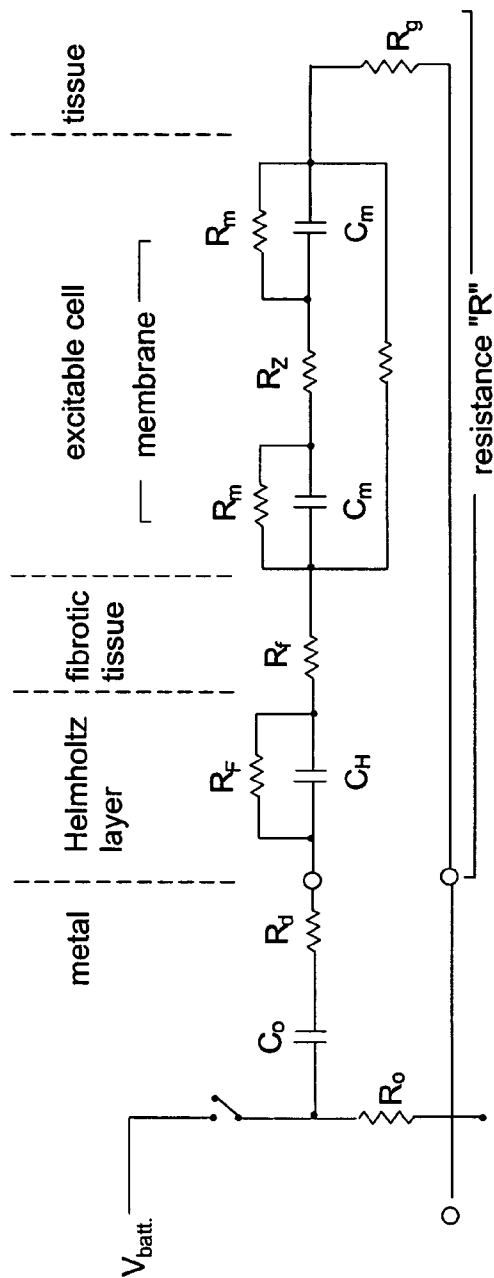 metal
Helmholtz
layer
fibrotic
tissue
excitable cell
membrane
tissue
V_batt.
C_o
R_d
R_F
C_H
R_f
R_m
C_m
R_Z
R_m
C_m
R_g
R_o
resistance "R"